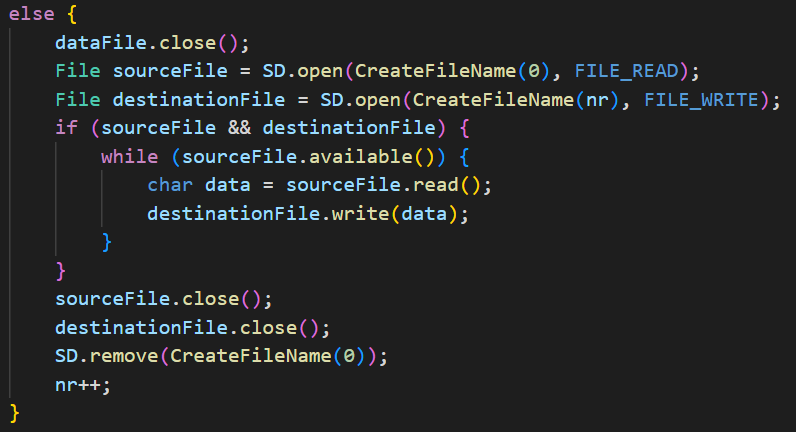 else {
    dataFile.close();
    File sourceFile = SD.open(CreateFileName(0), FILE_READ);
    File destinationFile = SD.open(CreateFileName(nr), FILE_WRITE);
    if (sourceFile && destinationFile) {
        while (sourceFile.available()) {
            char data = sourceFile.read();
            destinationFile.write(data);
        }
    }
    sourceFile.close();
    destinationFile.close();
    SD.remove(CreateFileName(0));
    nr++;
}